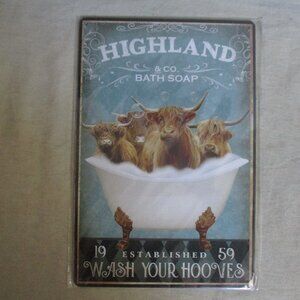 HIGHLAND
& CO.
BATH SOAP
19 ESTABLISHED 59
WASH YOUR HOOVES